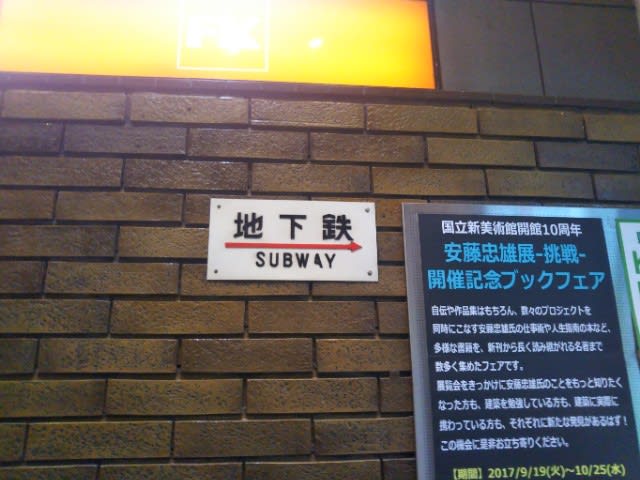 地下鉄
SUBWAY
国立新美術館開館10周年
安藤忠雄展-挑戦-
開催記念ブックフェア
自伝や作品集はもちろん、数々のプロジェクトを
同時にこなす安藤忠雄氏の仕事術や人生指南の本など、
多様な書籍を、新刊から長く読み継がれる名著まで
数多く集めたフェアです。
展覧会をきっかけに安藤忠雄氏のことをもっと知りたく
なった方も、建築を勉強している方も、建築に実際に
携わっている方も、それぞれに新たな発見があるはず！
この機会に是非お立ち寄りください。
【期間】2017/9/19(火)～10/25(水)